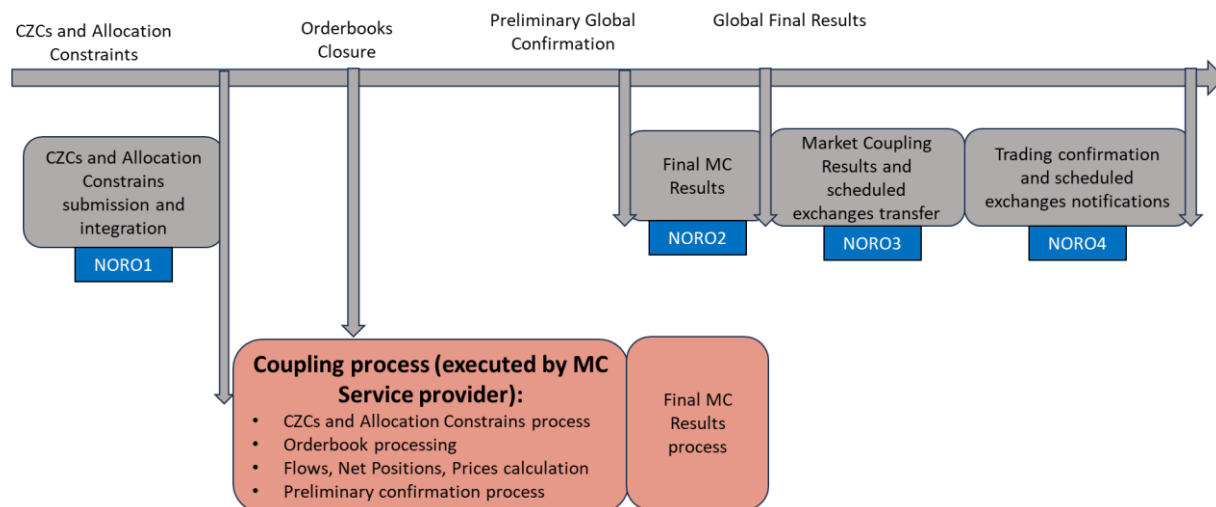 CZCs and Allocation
Constraints
Orderbooks
Closure
Preliminary Global
Confirmation
Global Final Results
CZCs and Allocation
Constrains
submission and
integration
NORO1
Final MC
Results
NORO2
Market Coupling
Results and
scheduled
exchanges transfer
NORO3
Trading confirmation
and scheduled
exchanges notifications
NORO4
Coupling process (executed by MC
Service provider):
• CZCs and Allocation Constrains process
• Orderbook processing
• Flows, Net Positions, Prices calculation
• Preliminary confirmation process
Final MC
Results
process